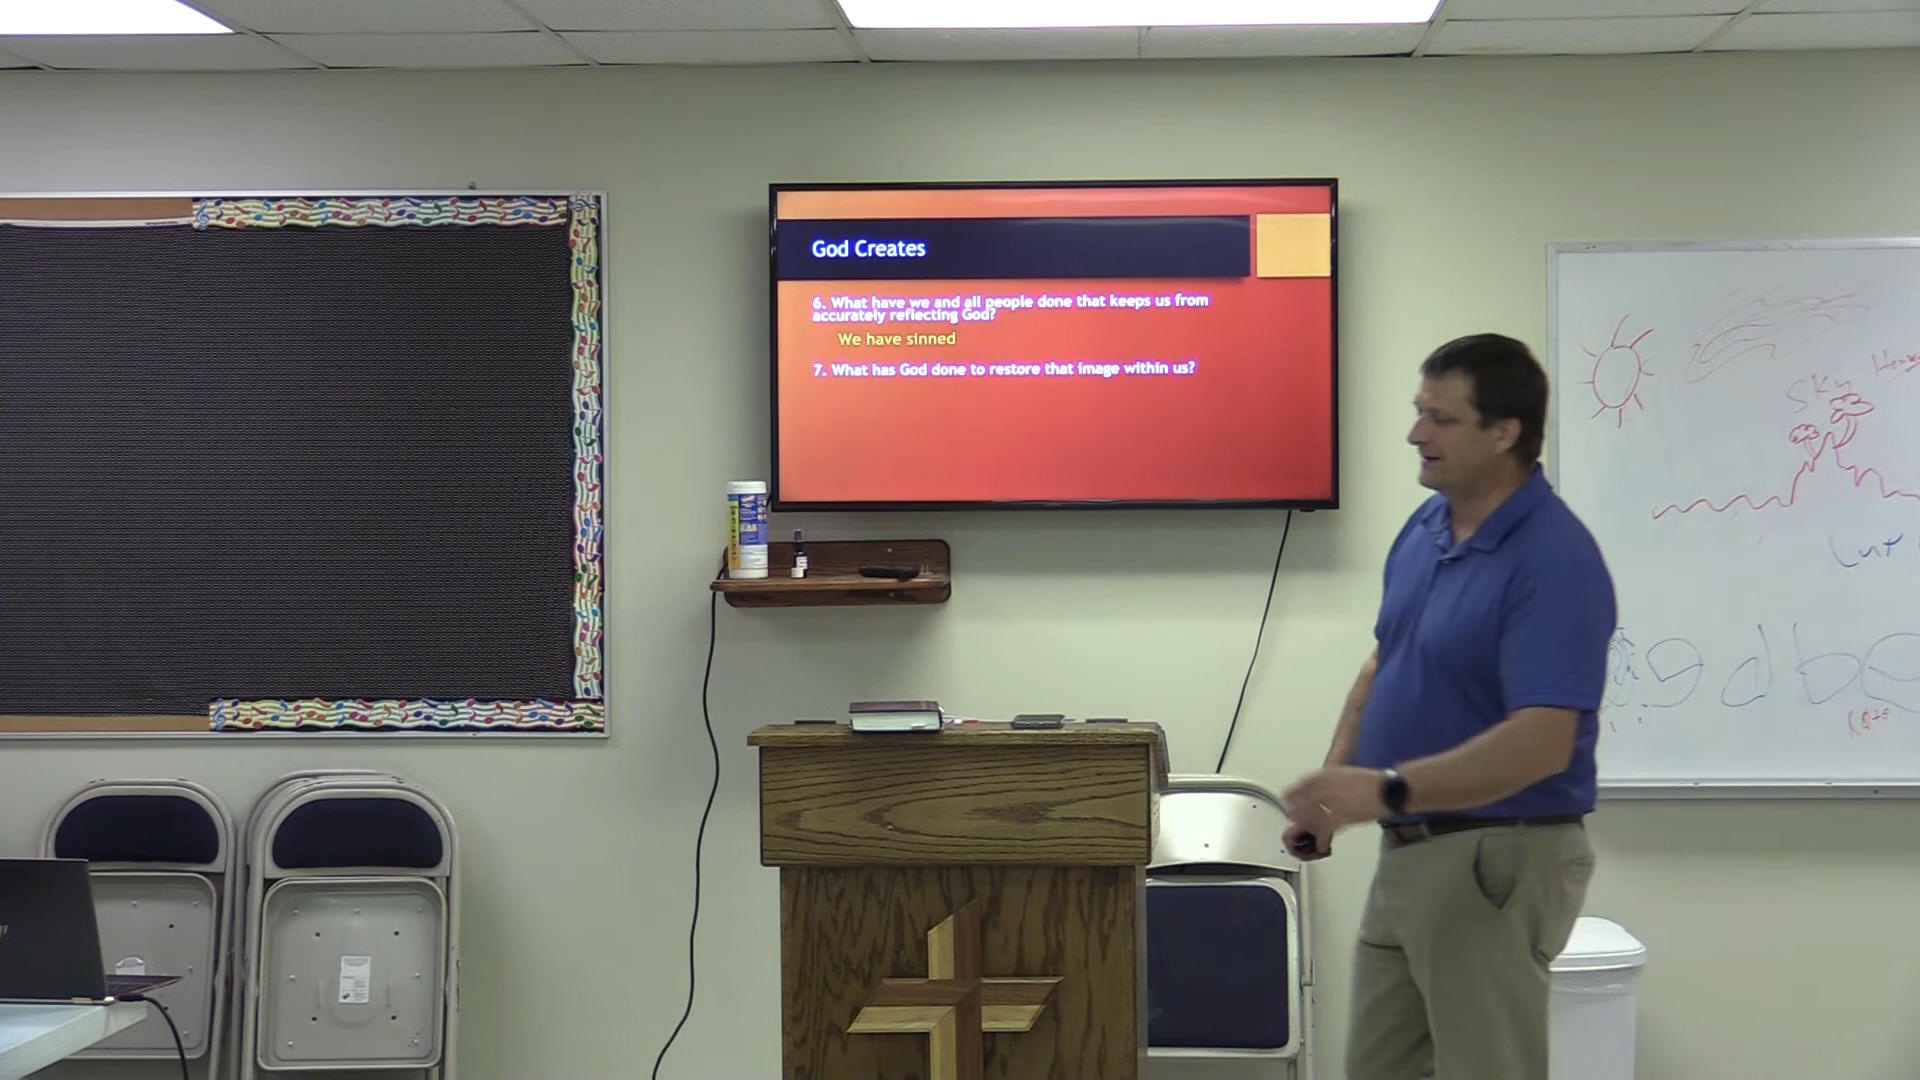 God Creates
6. What have we and all people done that keeps us from
accurately reflecting God?
We have sinned
7. What has God done to restore that image within us?
Sky